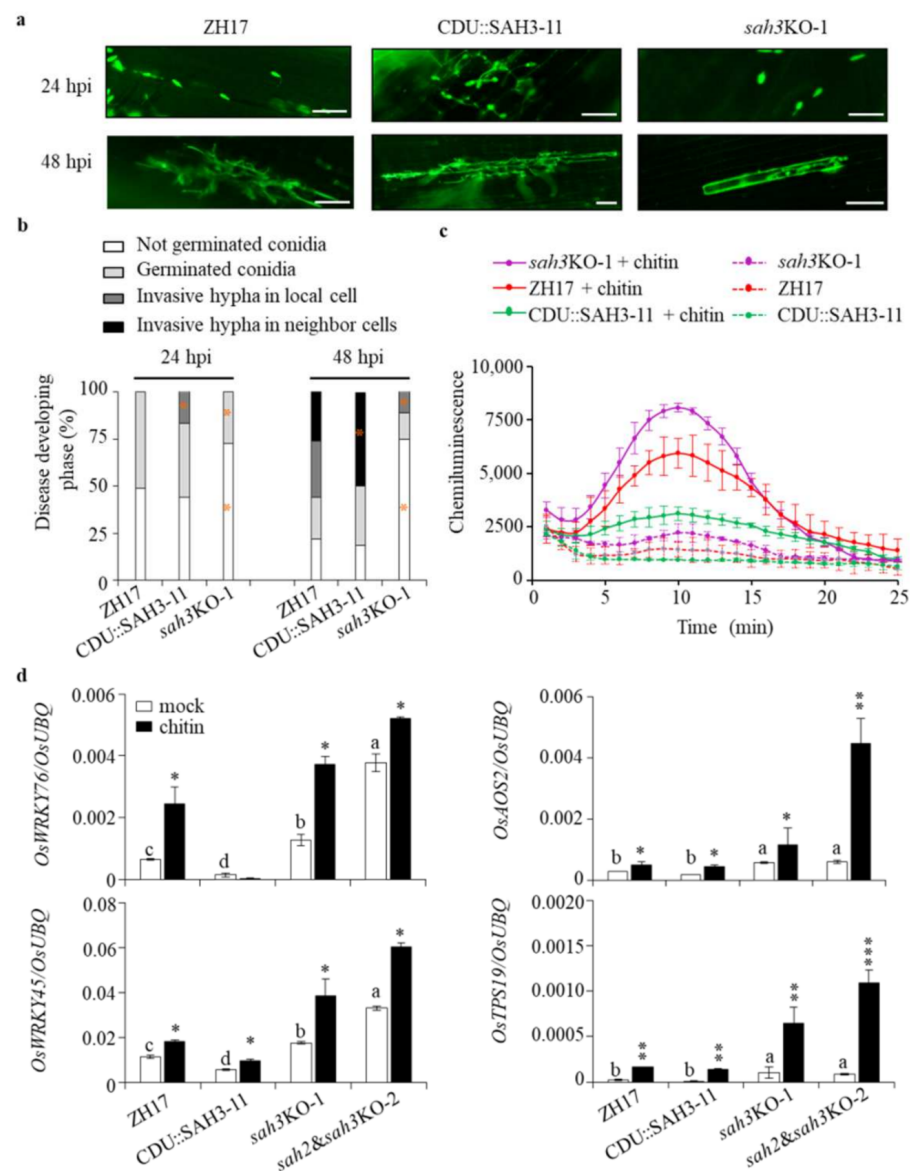 a
ZH17 CDU::SAH3-11 sah3KO-1
24 hpi
48 hpi
b
Not germinated conidia
Germinated conidia
Invasive hypha in local cell
Invasive hypha in neighbor cells
24 hpi 48 hpi
Disease developing
phase (%)
100
75
50
25
0
* * *
* * *
ZH17 CDU::SAH3-11 sah3KO-1 ZH17 CDU::SAH3-11 sah3KO-1
c
sah3KO-1 + chitin sah3KO-1
ZH17 + chitin ZH17
CDU::SAH3-11 + chitin CDU::SAH3-11
Chemiluminescence
10,000
7500
5,000
2500
0
0 5 10 15 20 25
Time (min)
d
mock
chitin
OsWRKY76/OsUBQ
0.006
0.004
0.002
0
c * d b * a *
OsAOS2/OsUBQ
0.006
0.004
0.002
0
b * b * a * a **
OsWRKY45/OsUBQ
0.08
0.06
0.04
0.02
0
c * d * b * a *
ZH17 CDU::SAH3-11 sah3KO-1 sah2&sah3KO-2
OsTPS19/OsUBQ
0.0020
0.0015
0.0010
0.0005
0
b ** b ** a ** a ***
ZH17 CDU::SAH3-11 sah3KO-1 sah2&sah3KO-2